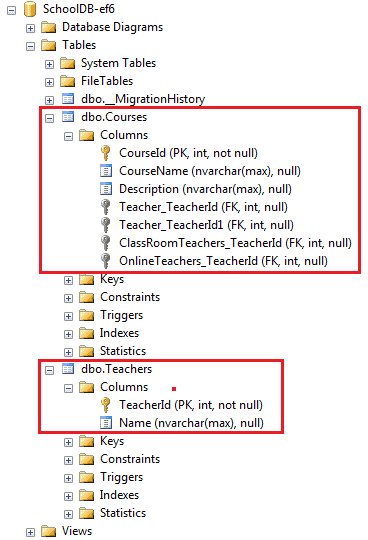 SchoolDB-ef6
Database Diagrams
Tables
System Tables
FileTables
dbo.__MigrationHistory
dbo.Courses
Columns
CourseId (PK, int, not null)
CourseName (nvarchar(max), null)
Description (nvarchar(max), null)
Teacher_TeacherId (FK, int, null)
Teacher_TeacherId1 (FK, int, null)
ClassRoomTeachers_TeacherId (FK, int, null)
OnlineTeachers_TeacherId (FK, int, null)
Keys
Constraints
Triggers
Indexes
Statistics
dbo.Teachers
Columns
TeacherId (PK, int, not null)
Name (nvarchar(max), null)
Keys
Constraints
Triggers
Indexes
Statistics
Views